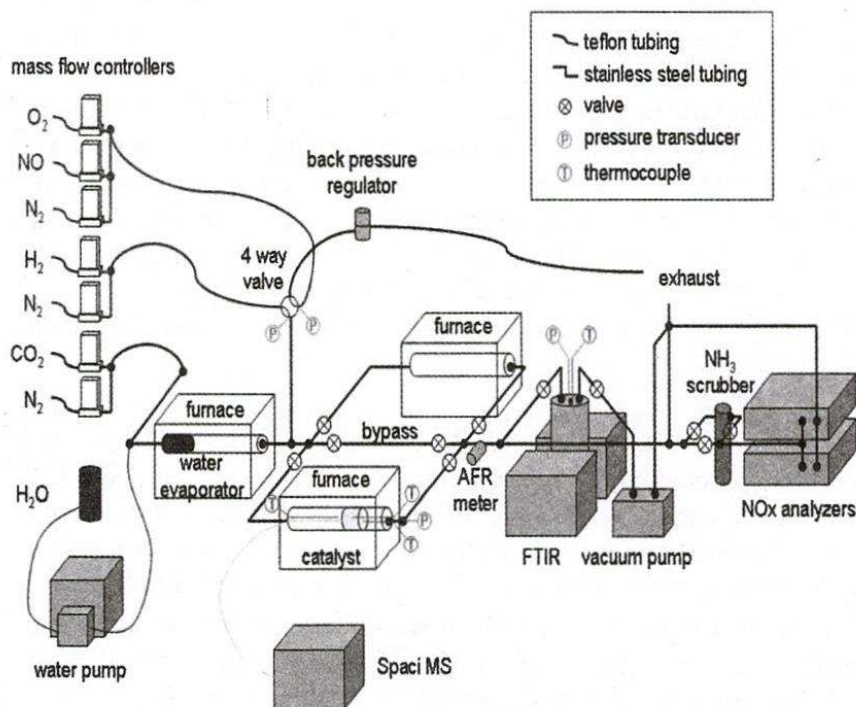 teflon tubing
stainless steel tubing
valve
P pressure transducer
T thermocouple
mass flow controllers
O₂
NO
N₂
H₂
N₂
CO₂
N₂
back pressure
regulator
4 way
valve
P P
exhaust
furnace
P T
NH₃
scrubber
furnace
water
evaporator
bypass
AFR
meter
furnace
T T
P
T
catalyst
H₂O
FTIR
vacuum pump
NOx analyzers
water pump
Spaci MS